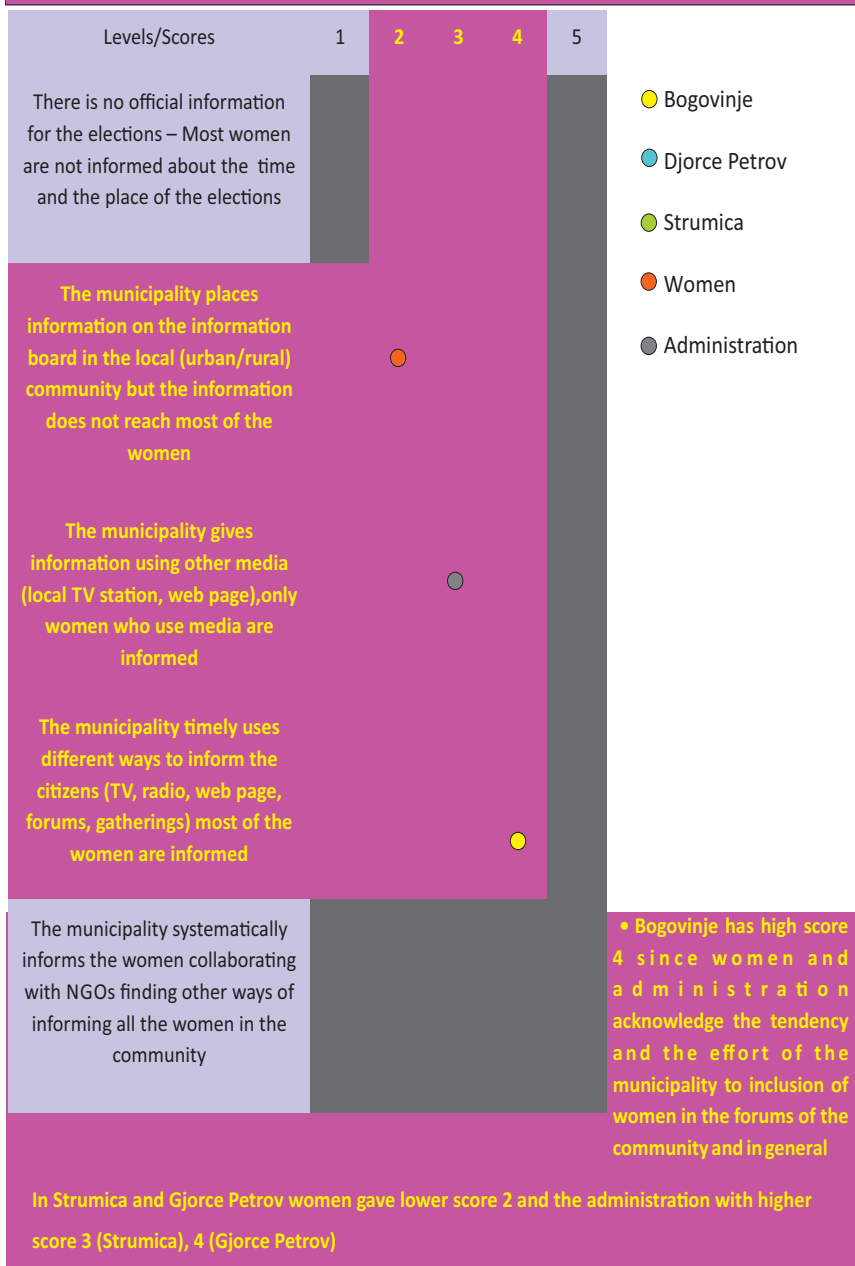 Levels/Scores 1 2 3 4 5
There is no official information
for the elections – Most women
are not informed about the time
and the place of the elections
Bogovinje
Djorce Petrov
Strumica
Women
Administration
The municipality places
information on the information
board in the local (urban/rural)
community but the information
does not reach most of the
women
The municipality gives
information using other media
(local TV station, web page),only
women who use media are
informed
The municipality timely uses
different ways to inform the
citizens (TV, radio, web page,
forums, gatherings) most of the
women are informed
The municipality systematically
informs the women collaborating
with NGOs finding other ways of
informing all the women in the
community
• Bogovinje has high score
4 since women and
administration
acknowledge the tendency
and the effort of the
municipality to inclusion of
women in the forums of the
community and in general
In Strumica and Gjorce Petrov women gave lower score 2 and the administration with higher
score 3 (Strumica), 4 (Gjorce Petrov)